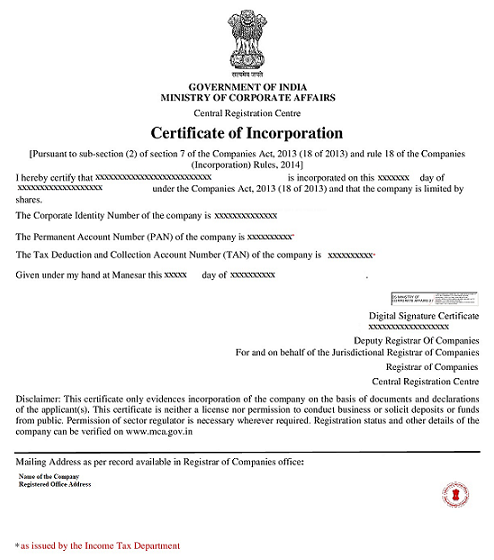 सत्यमेव जयते
GOVERNMENT OF INDIA
MINISTRY OF CORPORATE AFFAIRS
Central Registration Centre
Certificate of Incorporation
[Pursuant to sub-section (2) of section 7 of the Companies Act, 2013 (18 of 2013) and rule 18 of the Companies
(Incorporation) Rules, 2014]
I hereby certify that xxxxxxxxxxxxxxxxxxxxxxxxx is incorporated on this xxxxxxx day of
xxxxxxxxxxxxxxxxxx under the Companies Act, 2013 (18 of 2013) and that the company is limited by
shares.
The Corporate Identity Number of the company is xxxxxxxxxxxxxx
The Permanent Account Number (PAN) of the company is xxxxxxxxxx*
The Tax Deduction and Collection Account Number (TAN) of the company is xxxxxxxxxx*
Given under my hand at Manesar this xxxxx day of xxxxxxxxxx .
DS MINISTRY OF
CORPORATE AFFAIRS
Digital Signature Certificate
xxxxxxxxxxxxxxxxxx
Deputy Registrar Of Companies
For and on behalf of the Jurisdictional Registrar of Companies
Registrar of Companies
Central Registration Centre
Disclaimer: This certificate only evidences incorporation of the company on the basis of documents and declarations
of the applicant(s). This certificate is neither a license nor permission to conduct business or solicit deposits or funds
from public. Permission of sector regulator is necessary wherever required. Registration status and other details of the
company can be verified on www.mca.gov.in
Mailing Address as per record available in Registrar of Companies office:
Name of the Company
Registered Office Address
* as issued by the Income Tax Department